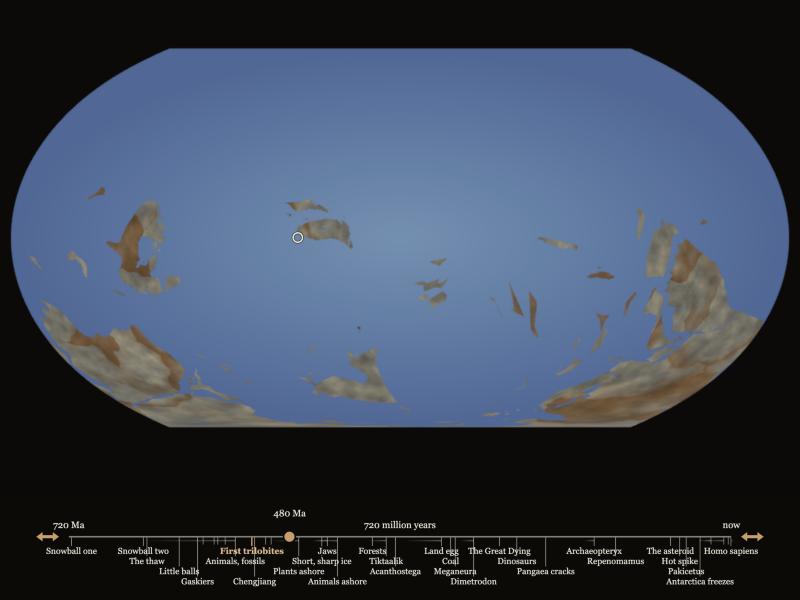 480 Ma
720 Ma 720 million years now
Snowball one Snowball two First trilobites Jaws Forests Land egg The Great Dying Archaeopteryx The asteroid Homo sapiens
The thaw Animals, fossils Short, sharp ice Tiktaalik Coal Dinosaurs Repenomamus Hot spike
Little balls Plants ashore Acanthostega Meganeura Pangaea cracks Pakicetus
Gaskiers Chengjiang Animals ashore Dimetrodon Antarctica freezes